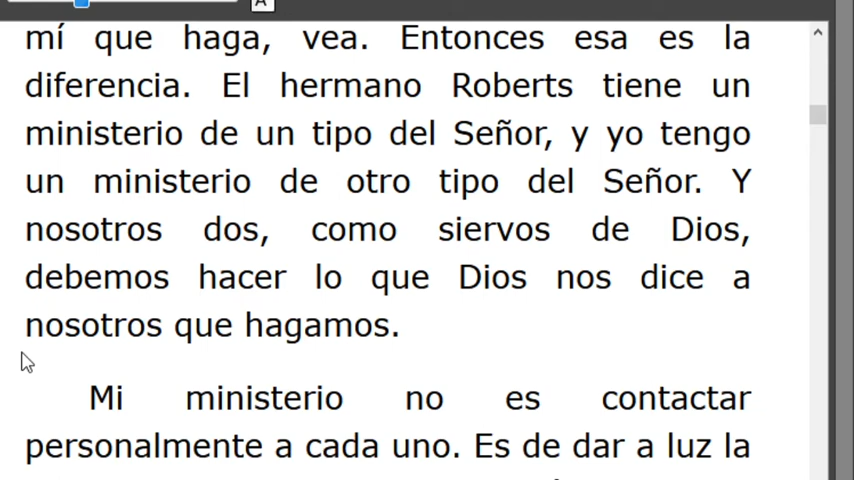 A
mí que haga, vea. Entonces esa es la
diferencia. El hermano Roberts tiene un
ministerio de un tipo del Señor, y yo tengo
un ministerio de otro tipo del Señor. Y
nosotros dos, como siervos de Dios,
debemos hacer lo que Dios nos dice a
nosotros que hagamos.
Mi ministerio no es contactar
personalmente a cada uno. Es de dar a luz la